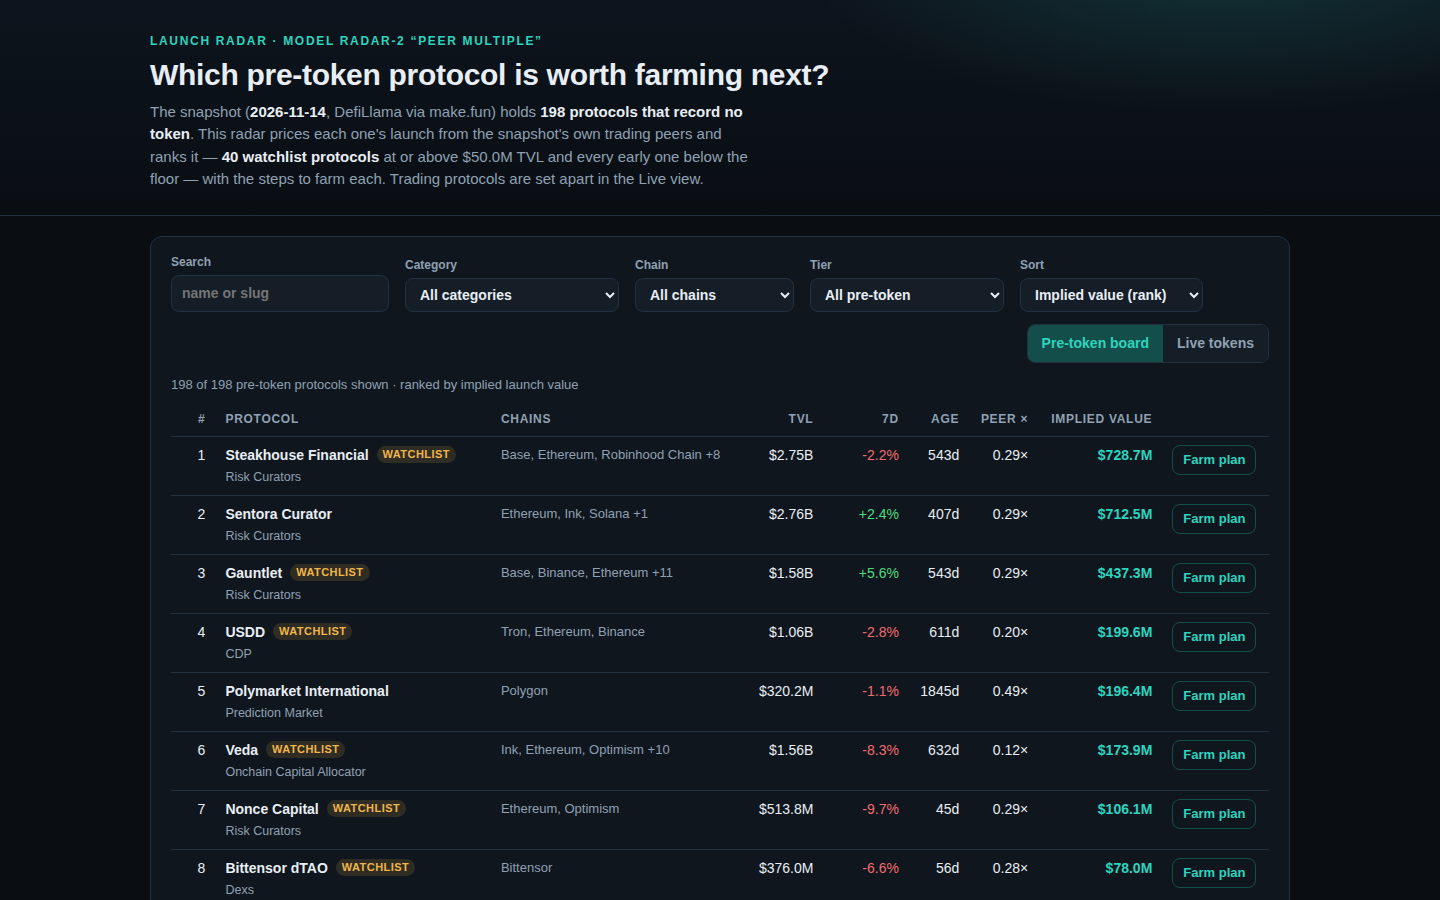 LAUNCH RADAR · MODEL RADAR-2 “PEER MULTIPLE”
Which pre-token protocol is worth farming next?
The snapshot (2026-11-14, DefiLlama via make.fun) holds 198 protocols that record no
token. This radar prices each one's launch from the snapshot's own trading peers and
ranks it — 40 watchlist protocols at or above $50.0M TVL and every early one below the
floor — with the steps to farm each. Trading protocols are set apart in the Live view.
Search Category Chain Tier Sort
name or slug All categories All chains All pre-token Implied value (rank)
Pre-token board Live tokens
198 of 198 pre-token protocols shown · ranked by implied launch value
# PROTOCOL CHAINS TVL 7D AGE PEER × IMPLIED VALUE
1 Steakhouse Financial WATCHLIST Base, Ethereum, Robinhood Chain +8 $2.75B -2.2% 543d 0.29× $728.7M Farm plan
Risk Curators
2 Sentora Curator Ethereum, Ink, Solana +1 $2.76B +2.4% 407d 0.29× $712.5M Farm plan
Risk Curators
3 Gauntlet WATCHLIST Base, Binance, Ethereum +11 $1.58B +5.6% 543d 0.29× $437.3M Farm plan
Risk Curators
4 USDD WATCHLIST Tron, Ethereum, Binance $1.06B -2.8% 611d 0.20× $199.6M Farm plan
CDP
5 Polymarket International Polygon $320.2M -1.1% 1845d 0.49× $196.4M Farm plan
Prediction Market
6 Veda WATCHLIST Ink, Ethereum, Optimism +10 $1.56B -8.3% 632d 0.12× $173.9M Farm plan
Onchain Capital Allocator
7 Nonce Capital WATCHLIST Ethereum, Optimism $513.8M -9.7% 45d 0.29× $106.1M Farm plan
Risk Curators
8 Bittensor dTAO WATCHLIST Bittensor $376.0M -6.6% 56d 0.28× $78.0M Farm plan
Dexs